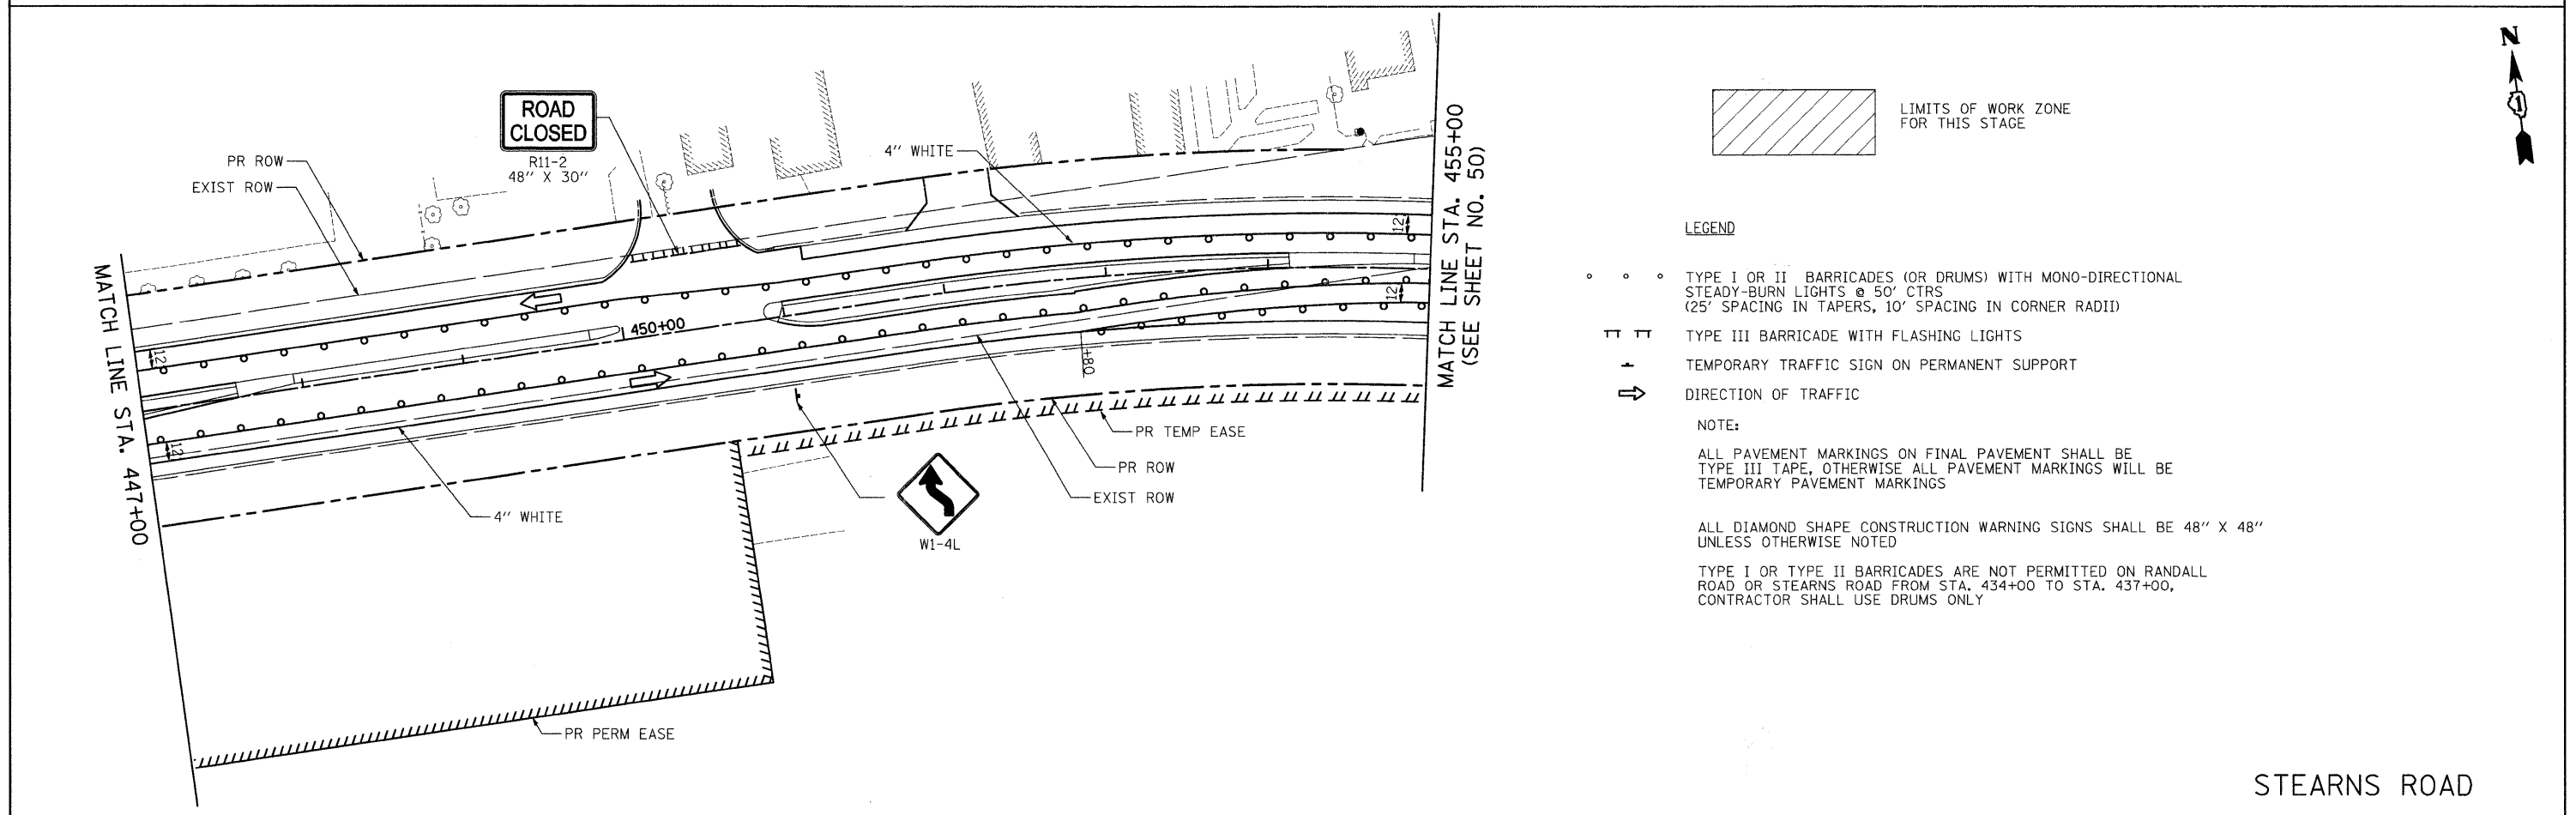 ROAD
CLOSED
R11-2
48" X 30"
PR ROW
EXIST ROW
4" WHITE
MATCH LINE STA. 447+00
12'
12'
450+00
12'
12'
+80
MATCH LINE STA. 455+00
(SEE SHEET NO. 50)
4" WHITE
W1-4L
PR TEMP EASE
PR ROW
EXIST ROW
PR PERM EASE
N
1
LIMITS OF WORK ZONE
FOR THIS STAGE
LEGEND
TYPE I OR II BARRICADES (OR DRUMS) WITH MONO-DIRECTIONAL
STEADY-BURN LIGHTS @ 50' CTRS
(25' SPACING IN TAPERS, 10' SPACING IN CORNER RADII)
TYPE III BARRICADE WITH FLASHING LIGHTS
TEMPORARY TRAFFIC SIGN ON PERMANENT SUPPORT
DIRECTION OF TRAFFIC
NOTE:
ALL PAVEMENT MARKINGS ON FINAL PAVEMENT SHALL BE
TYPE III TAPE, OTHERWISE ALL PAVEMENT MARKINGS WILL BE
TEMPORARY PAVEMENT MARKINGS
ALL DIAMOND SHAPE CONSTRUCTION WARNING SIGNS SHALL BE 48" X 48"
UNLESS OTHERWISE NOTED
TYPE I OR TYPE II BARRICADES ARE NOT PERMITTED ON RANDALL
ROAD OR STEARNS ROAD FROM STA. 434+00 TO STA. 437+00,
CONTRACTOR SHALL USE DRUMS ONLY
STEARNS ROAD